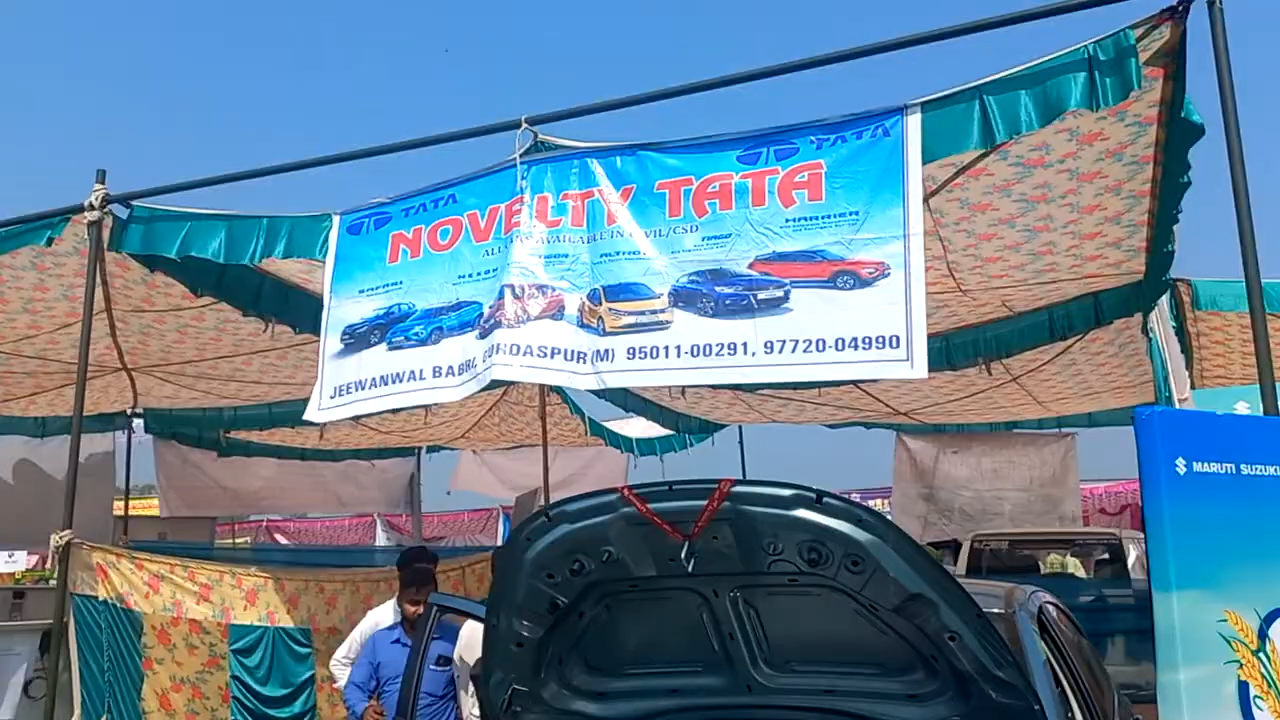 TATA
TATA
NOVELTY TATA
ALL CARS AVAILABLE IN CIVIL/CSD
SAFARI
NEXON
TIGOR
ALTROZ
TIAGO
HARRIER
JEEWANWAL BABRI, GURDASPUR (M) 95011-00291, 97720-04990
MARUTI SUZUKI